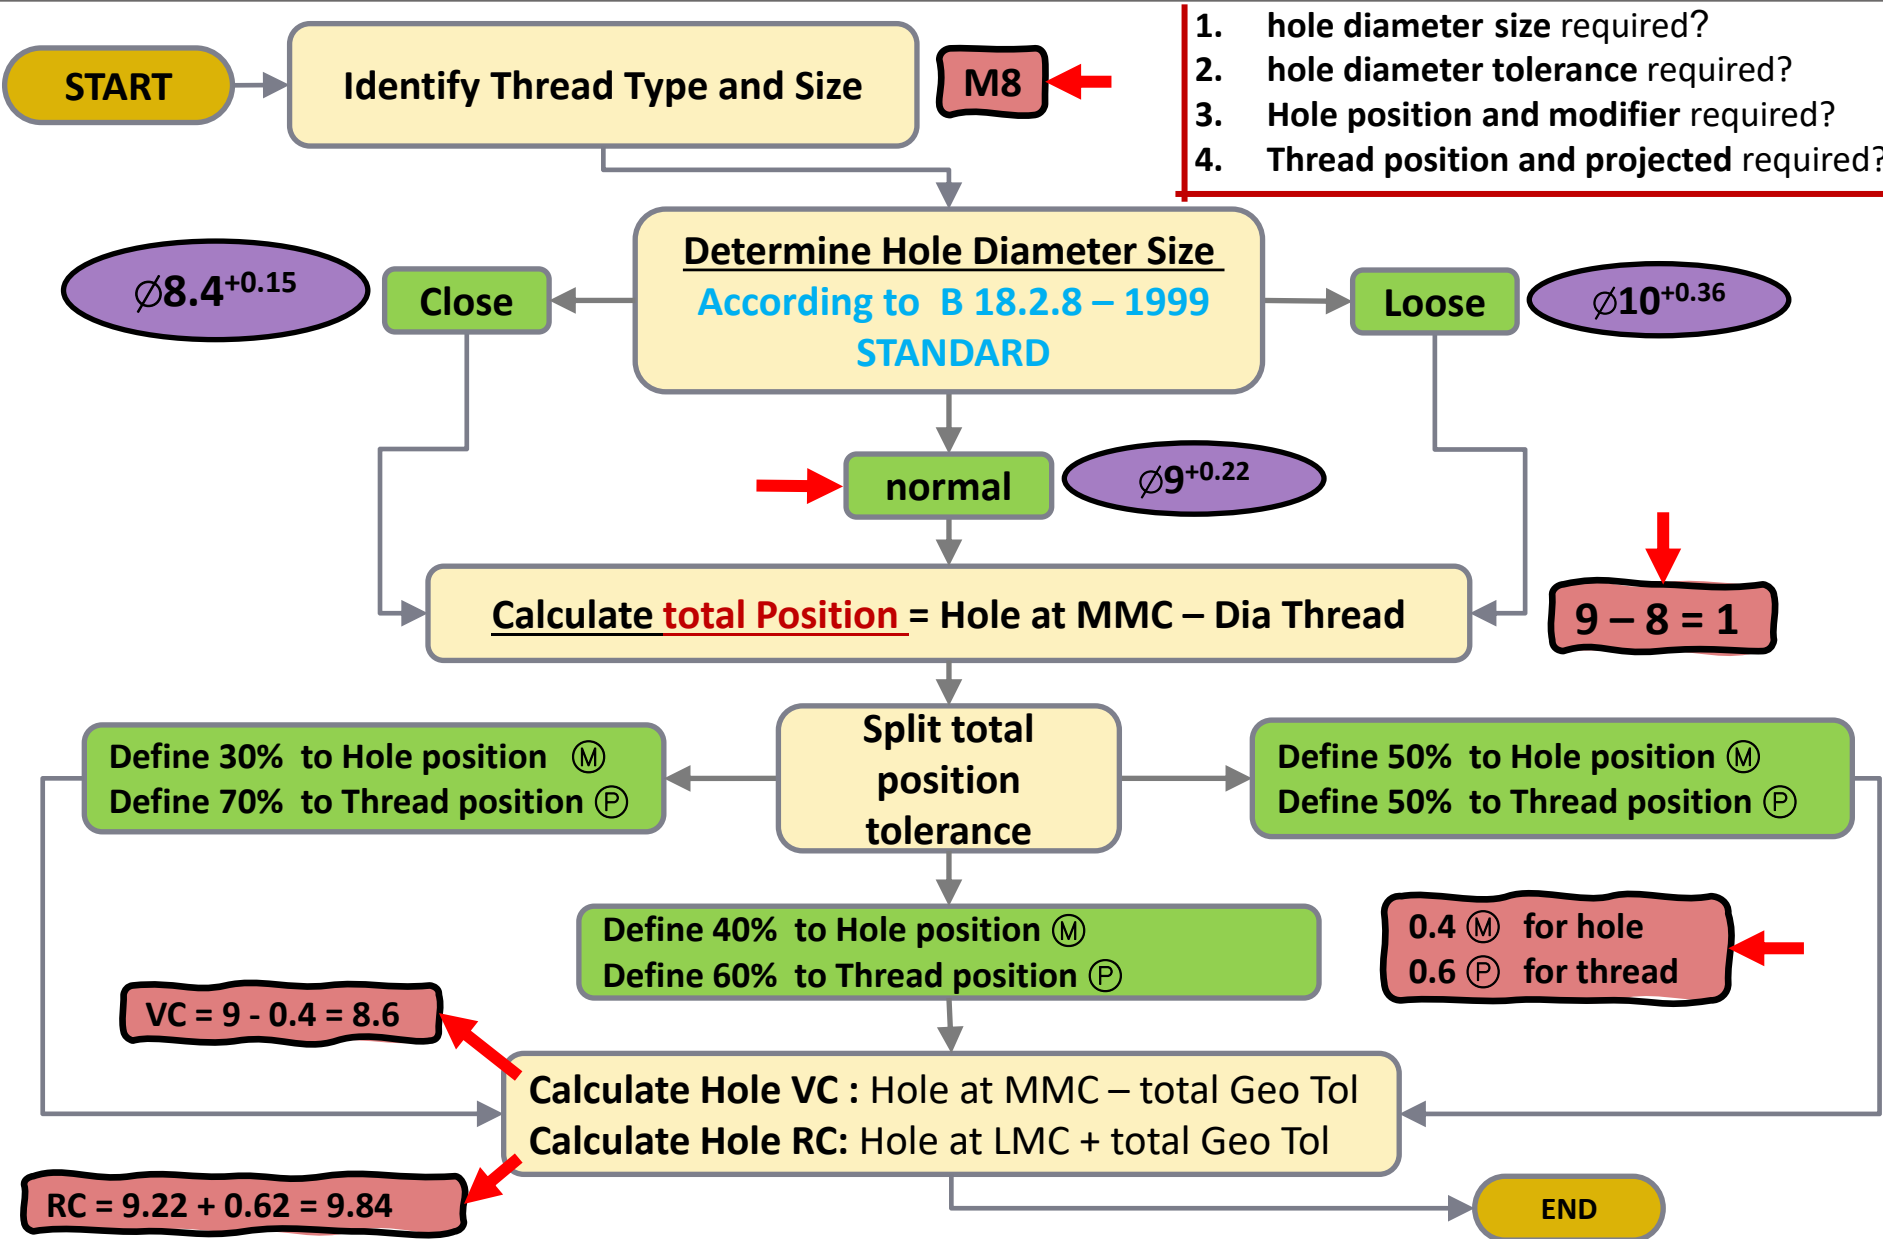 1. hole diameter size required?
2. hole diameter tolerance required?
3. Hole position and modifier required?
4. Thread position and projected required?
START
Identify Thread Type and Size
M8
Determine Hole Diameter Size
According to B 18.2.8 – 1999
STANDARD
∅8.4+0.15
Close
Loose
∅10+0.36
normal
∅9+0.22
Calculate total Position = Hole at MMC – Dia Thread
9 – 8 = 1
Split total
position
tolerance
Define 30% to Hole position Ⓜ
Define 70% to Thread position Ⓟ
Define 50% to Hole position Ⓜ
Define 50% to Thread position Ⓟ
Define 40% to Hole position Ⓜ
Define 60% to Thread position Ⓟ
0.4 Ⓜ for hole
0.6 Ⓟ for thread
VC = 9 - 0.4 = 8.6
Calculate Hole VC : Hole at MMC – total Geo Tol
Calculate Hole RC: Hole at LMC + total Geo Tol
RC = 9.22 + 0.62 = 9.84
END